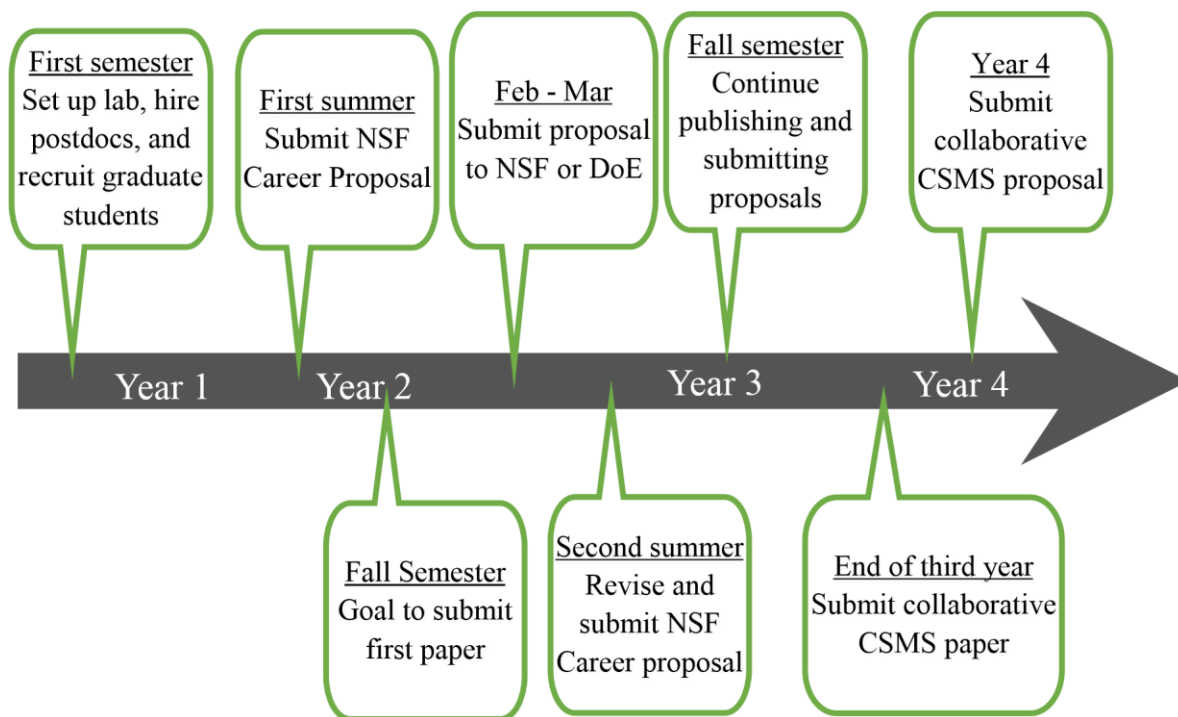 First semester
Set up lab, hire
postdocs, and
recruit graduate
students
First summer
Submit NSF
Career Proposal
Feb - Mar
Submit proposal
to NSF or DoE
Fall semester
Continue
publishing and
submitting
proposals
Year 4
Submit
collaborative
CSMS proposal
Year 1
Year 2
Year 3
Year 4
Fall Semester
Goal to submit
first paper
Second summer
Revise and
submit NSF
Career proposal
End of third year
Submit collaborative
CSMS paper